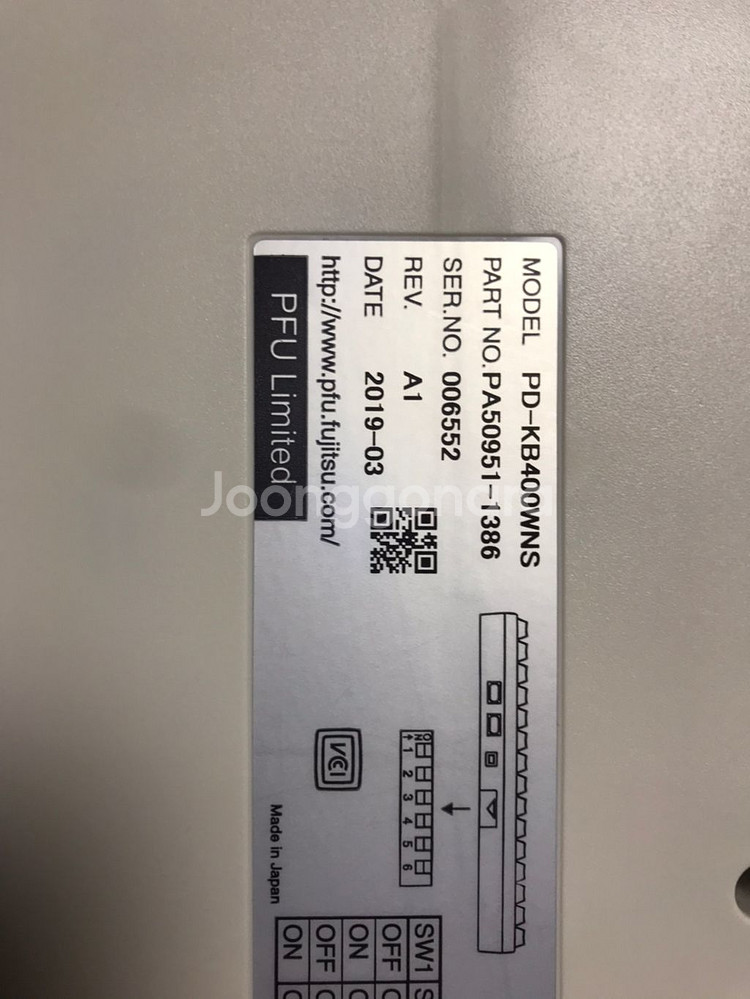 MODEL PD-KB400WNS
PART NO. PA50951-1386
SER.NO. 006552
REV. A1
DATE 2019-03
http://www.pfu.fujitsu.com/
PFU Limited
Joonggonara
ON
1 2 3 4 5 6
VCI
Made in Japan
SW1 S
OFF
ON
OFF
ON